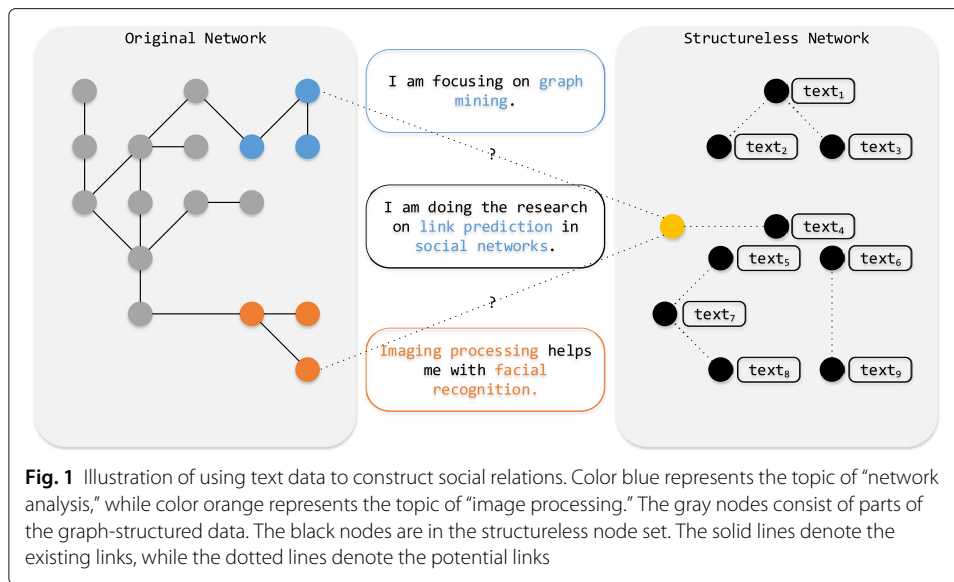 Original Network
Structureless Network
I am focusing on graph
mining.
?
I am doing the research
on link prediction in
social networks.
?
Imaging processing helps
me with facial
recognition.
text₁
text₂
text₃
text₄
text₅
text₆
text₇
text₈
text₉
Fig. 1 Illustration of using text data to construct social relations. Color blue represents the topic of “network
analysis,” while color orange represents the topic of “image processing.” The gray nodes consist of parts of
the graph-structured data. The black nodes are in the structureless node set. The solid lines denote the
existing links, while the dotted lines denote the potential links